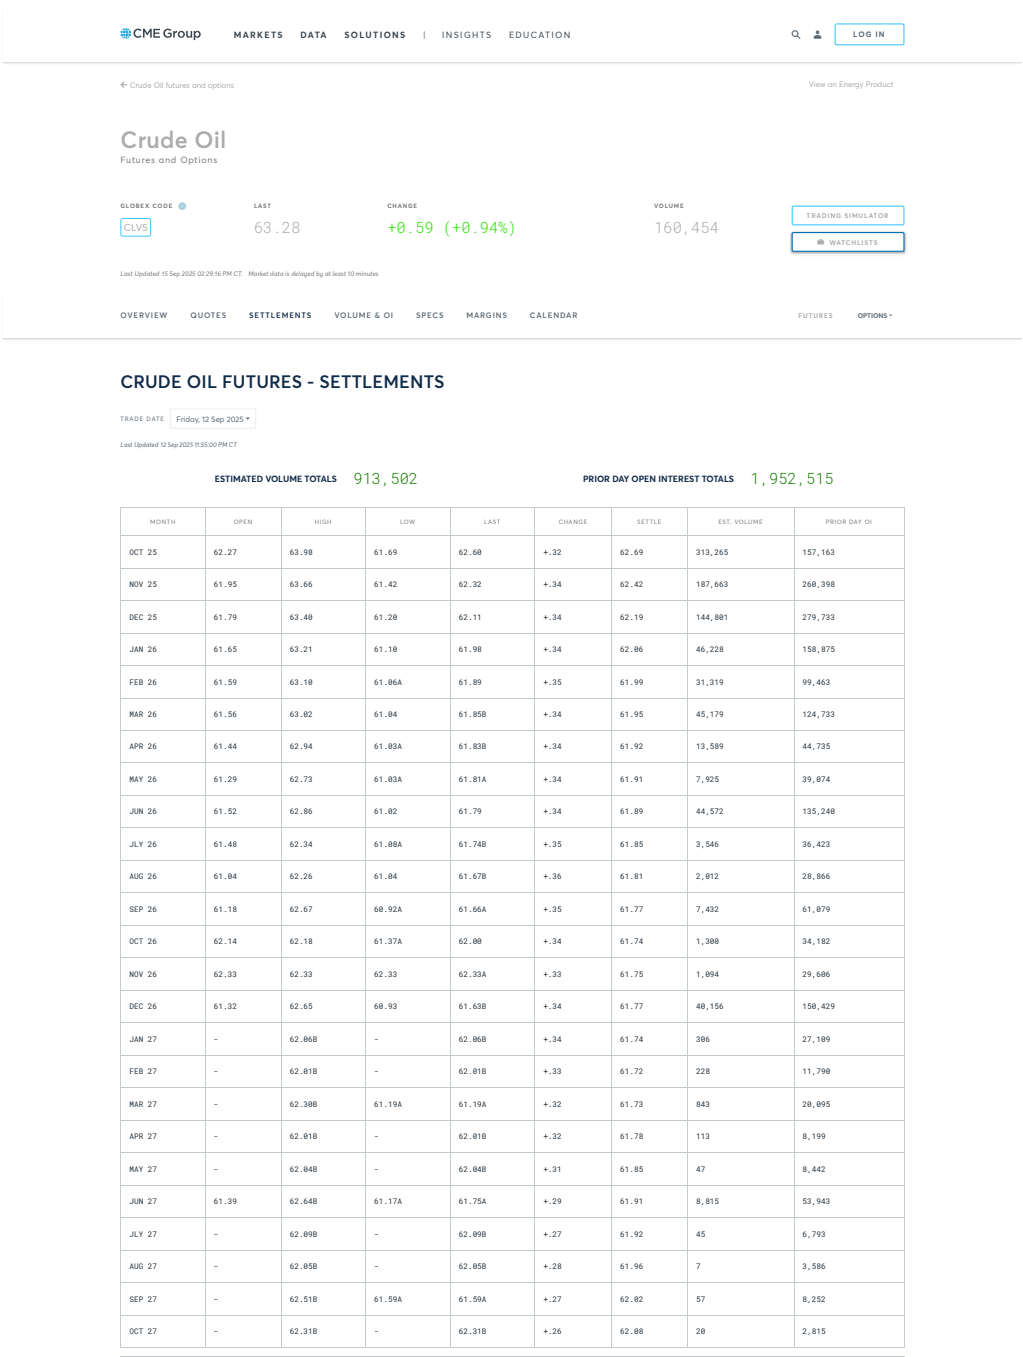 CME Group MARKETS DATA SOLUTIONS | INSIGHTS EDUCATION LOG IN
Crude Oil futures and options View an Energy Product
Crude Oil
Futures and Options
GLOBEX CODE LAST CHANGE VOLUME
CLV5 63.28 +0.59 (+0.94%) 160,454
TRADING SIMULATOR
WATCHLISTS
Last Updated 15 Sep 2025 02:29:16 PM CT. Market data is delayed by at least 10 minutes
OVERVIEW QUOTES SETTLEMENTS VOLUME & OI SPECS MARGINS CALENDAR FUTURES OPTIONS
CRUDE OIL FUTURES - SETTLEMENTS
TRADE DATE Friday, 12 Sep 2025
Last Updated 12 Sep 2025 11:55:00 PM CT
ESTIMATED VOLUME TOTALS 913,502 PRIOR DAY OPEN INTEREST TOTALS 1,952,515
MONTH OPEN HIGH LOW LAST CHANGE SETTLE EST. VOLUME PRIOR DAY OI
OCT 25 62.27 63.98 61.69 62.60 +.32 62.69 313,265 157,163
NOV 25 61.95 63.66 61.42 62.32 +.34 62.42 187,663 260,398
DEC 25 61.79 63.40 61.20 62.11 +.34 62.19 144,801 279,733
JAN 26 61.65 63.21 61.10 61.98 +.34 62.06 46,228 158,875
FEB 26 61.59 63.10 61.06A 61.89 +.35 61.99 31,319 99,463
MAR 26 61.56 63.02 61.04 61.85B +.34 61.95 45,179 124,733
APR 26 61.44 62.94 61.03A 61.83B +.34 61.92 13,589 44,735
MAY 26 61.29 62.73 61.03A 61.81A +.34 61.91 7,925 39,074
JUN 26 61.52 62.86 61.02 61.79 +.34 61.89 44,572 135,240
JLY 26 61.48 62.34 61.08A 61.74B +.35 61.85 3,546 36,423
AUG 26 61.04 62.26 61.04 61.67B +.36 61.81 2,012 28,866
SEP 26 61.18 62.67 60.92A 61.66A +.35 61.77 7,432 61,079
OCT 26 62.14 62.18 61.37A 62.00 +.34 61.74 1,300 34,182
NOV 26 62.33 62.33 62.33 62.33A +.33 61.75 1,094 29,606
DEC 26 61.32 62.65 60.93 61.63B +.34 61.77 40,156 150,429
JAN 27 - 62.06B - 62.06B +.34 61.74 306 27,109
FEB 27 - 62.01B - 62.01B +.33 61.72 228 11,790
MAR 27 - 62.30B 61.19A 61.19A +.32 61.73 843 20,095
APR 27 - 62.01B - 62.01B +.32 61.78 113 8,199
MAY 27 - 62.04B - 62.04B +.31 61.85 47 8,442
JUN 27 61.39 62.64B 61.17A 61.75A +.29 61.91 8,815 53,943
JLY 27 - 62.09B - 62.09B +.27 61.92 45 6,793
AUG 27 - 62.05B - 62.05B +.28 61.96 7 3,586
SEP 27 - 62.51B 61.59A 61.59A +.27 62.02 57 8,252
OCT 27 - 62.31B - 62.31B +.26 62.08 20 2,815